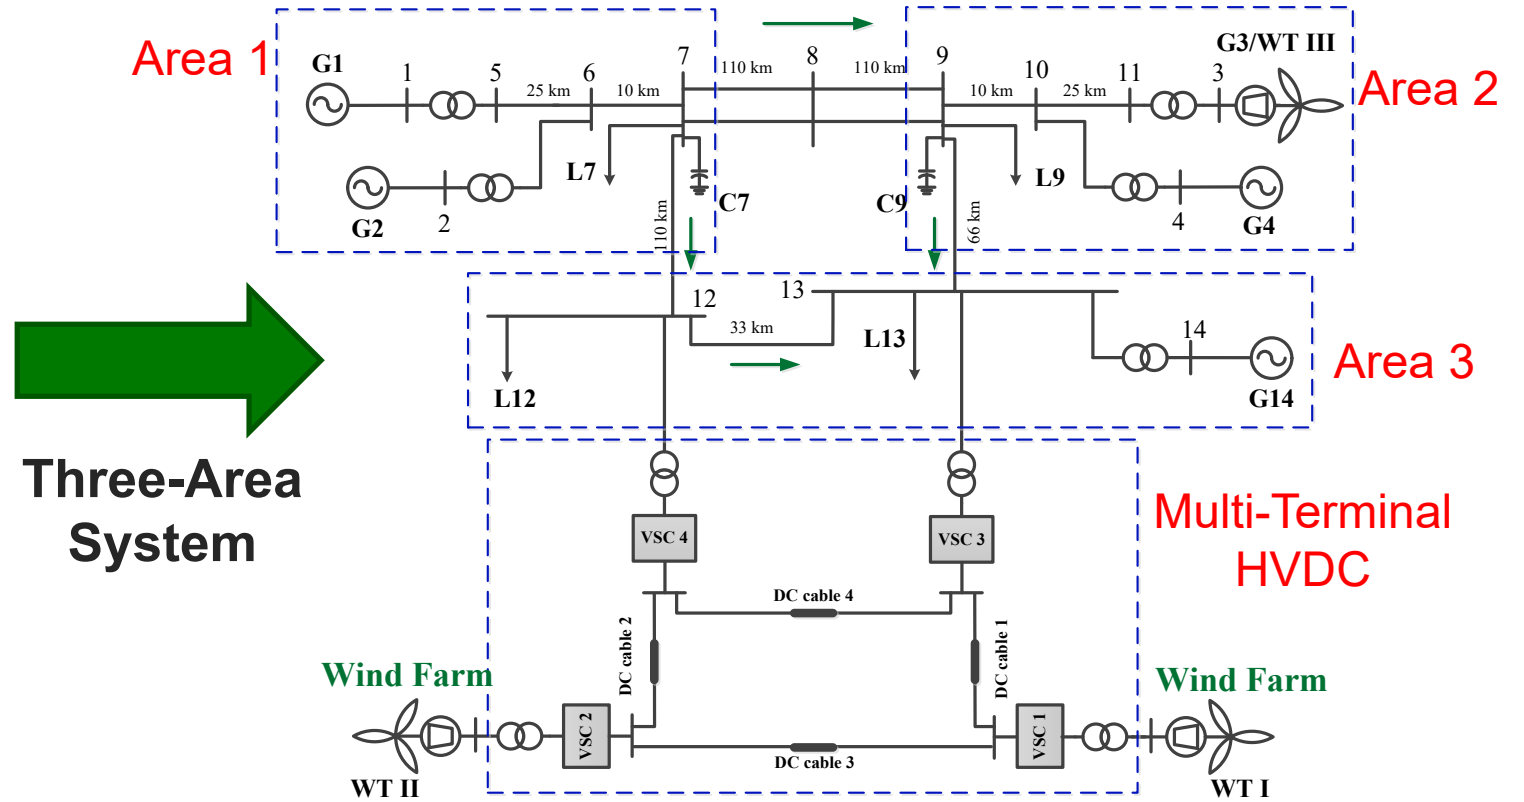 Area 1
G1
1
5
25 km
6
10 km
7
110 km
8
110 km
9
10 km
10
25 km
11
3
G3/WT III
Area 2
G2
2
L7
C7
C9
L9
4
G4
110 km
66 km
12
13
33 km
L12
L13
14
G14
Area 3
Three-Area
System
VSC 4
VSC 3
Multi-Terminal
HVDC
DC cable 4
DC cable 2
DC cable 1
Wind Farm
Wind Farm
VSC 2
VSC 1
DC cable 3
WT II
WT I